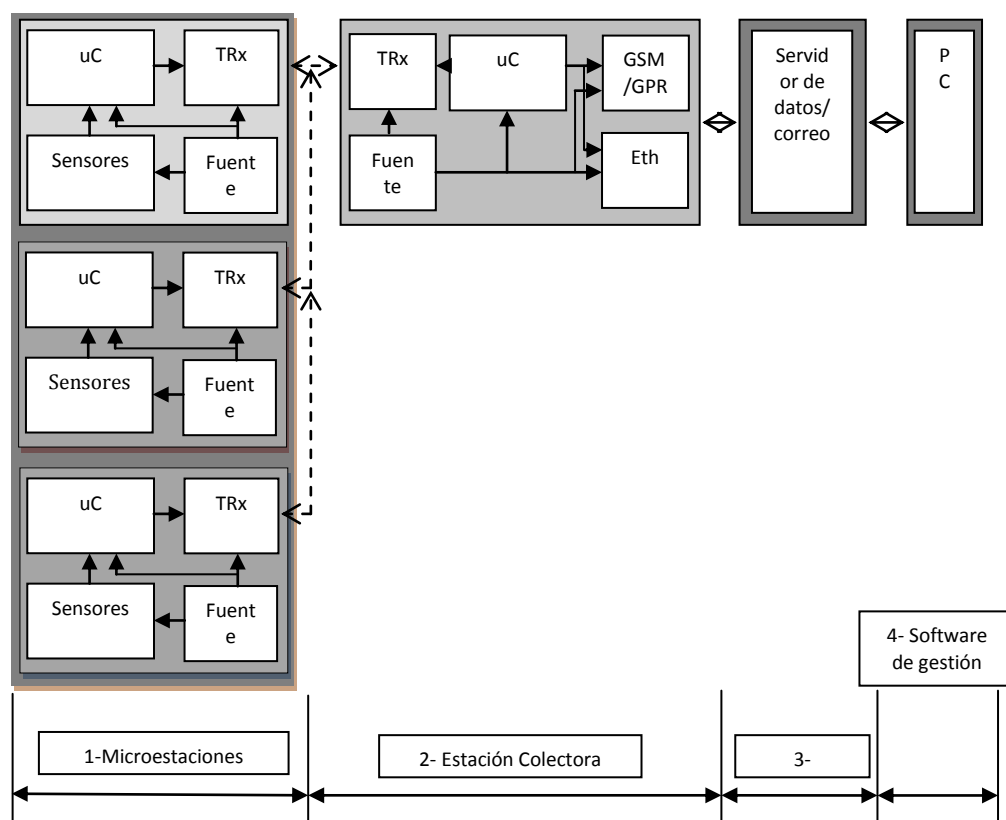 uC
TRx
Sensores
Fuent
e
uC
TRx
Sensores
Fuent
e
uC
TRx
Sensores
Fuent
e
TRx
uC
GSM
/GPR
Fuen
te
Eth
Servid
or de
datos/
correo
P
C
4- Software
de gestión
1-Microestaciones
2- Estación Colectora
3-